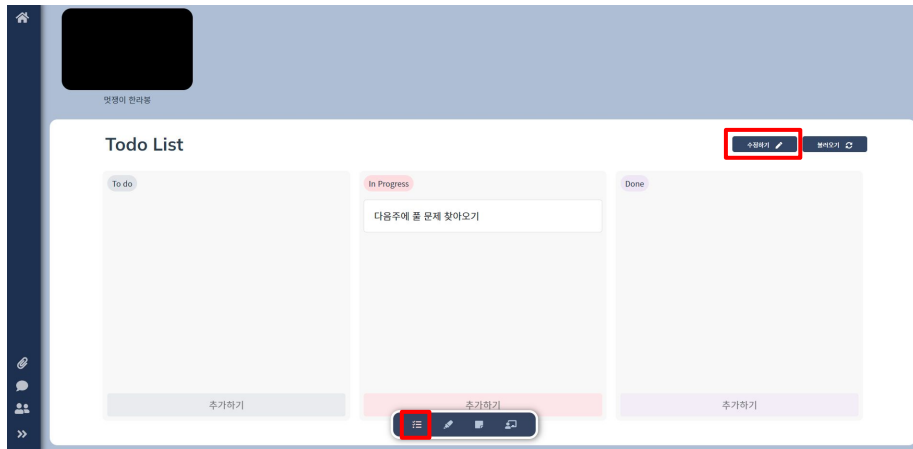 멋쟁이 한라봉
Todo List
수정하기
불러오기
To do
In Progress
Done
다음주에 풀 문제 찾아오기
추가하기
추가하기
추가하기